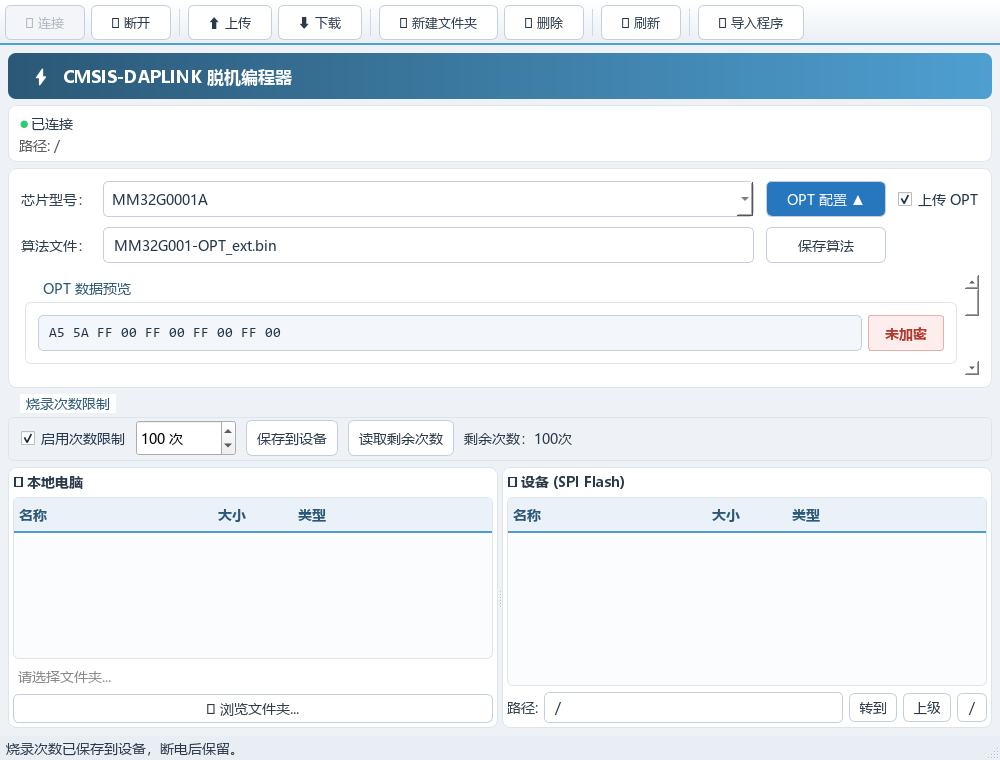 连接 断开 上传 下载 新建文件夹 删除 刷新 导入程序
CMSIS-DAPLINK 脱机编程器
已连接
路径: /
芯片型号： MM32G0001A OPT 配置 ▲ 上传 OPT
算法文件： MM32G001-OPT_ext.bin 保存算法
OPT 数据预览
A5 5A FF 00 FF 00 FF 00 FF 00 未加密
烧录次数限制
启用次数限制 100 次 保存到设备 读取剩余次数 剩余次数：100次
本地电脑
名称 大小 类型
请选择文件夹...
浏览文件夹...
设备 (SPI Flash)
名称 大小 类型
路径: / 转到 上级 /
烧录次数已保存到设备，断电后保留。